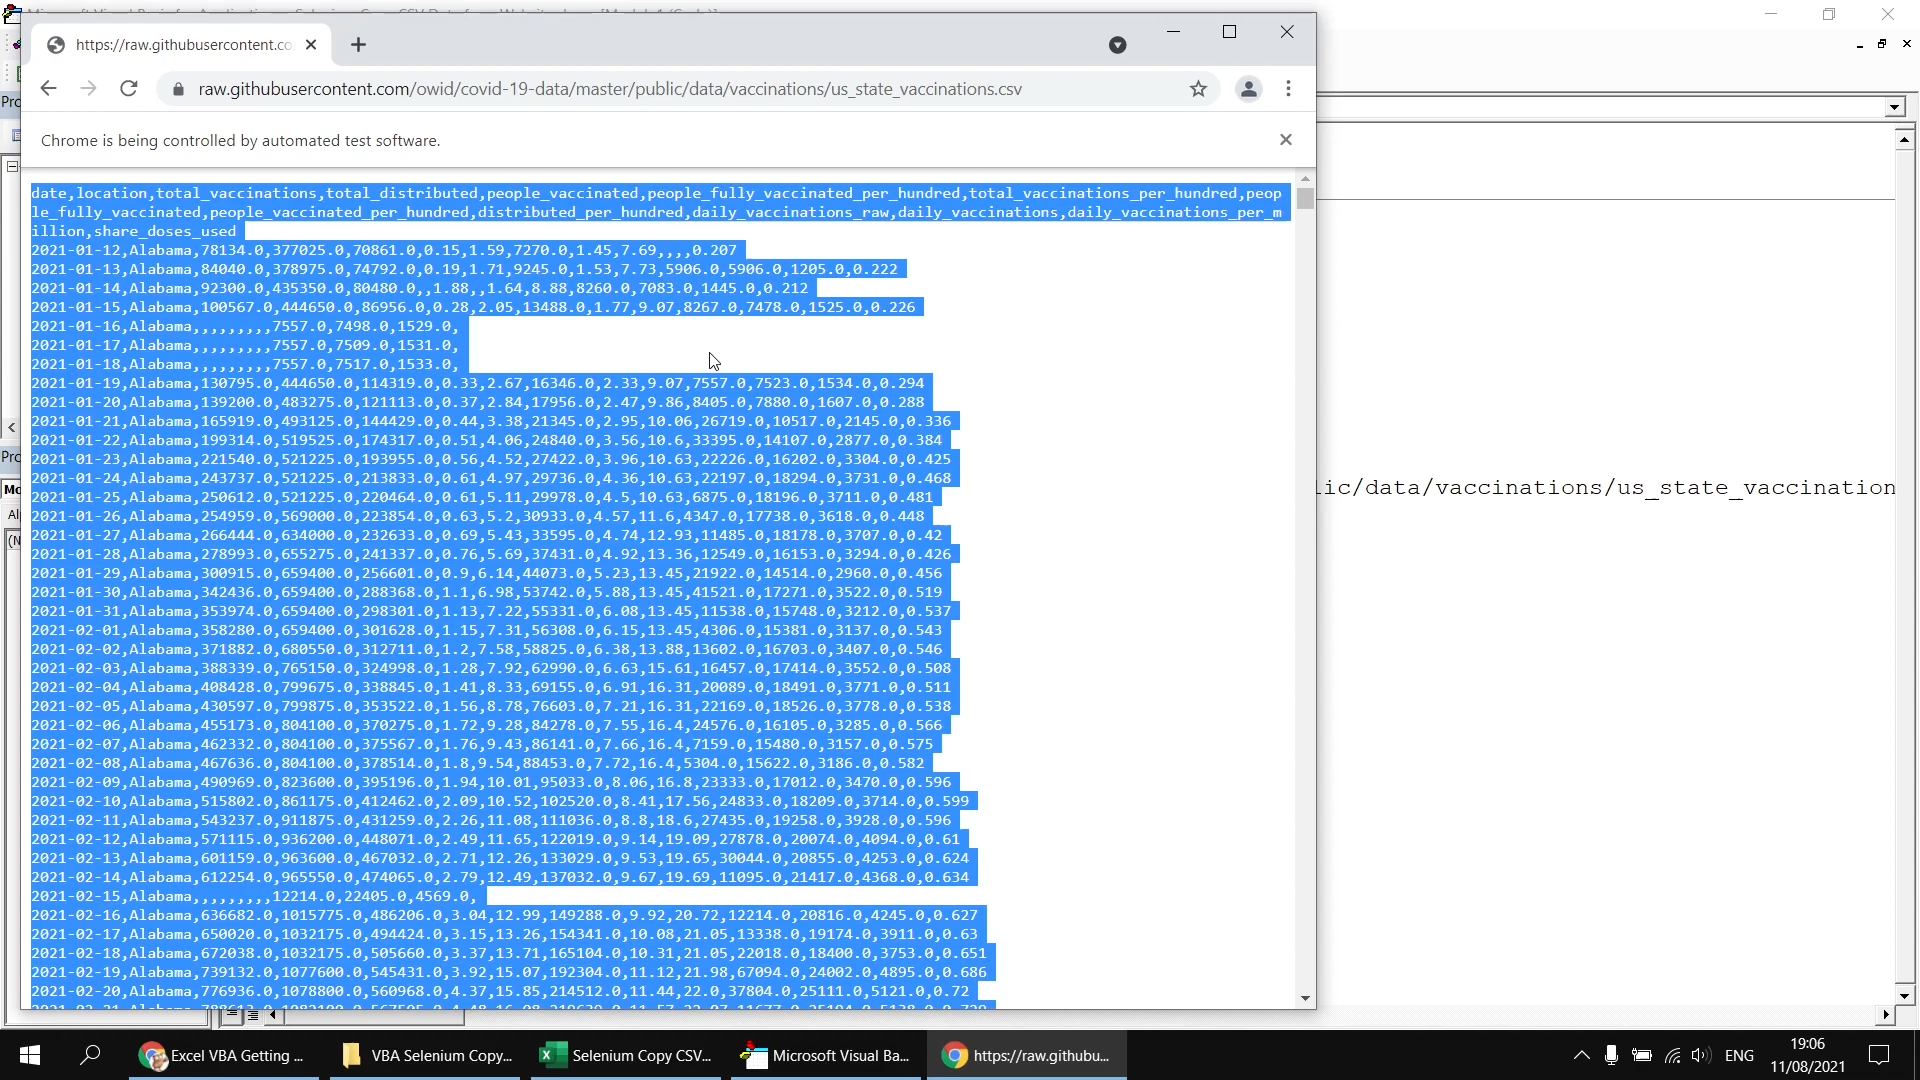 https://raw.githubusercontent.co
raw.githubusercontent.com/owid/covid-19-data/master/public/data/vaccinations/us_state_vaccinations.csv
Chrome is being controlled by automated test software.
date,location,total_vaccinations,total_distributed,people_vaccinated,people_fully_vaccinated_per_hundred,total_vaccinations_per_hundred,peop
le_fully_vaccinated,people_vaccinated_per_hundred,distributed_per_hundred,daily_vaccinations_raw,daily_vaccinations,daily_vaccinations_per_m
illion,share_doses_used
2021-01-12,Alabama,78134.0,377025.0,70861.0,0.15,1.59,7270.0,1.45,7.69,,,,0.207
2021-01-13,Alabama,84040.0,378975.0,74792.0,0.19,1.71,9245.0,1.53,7.73,5906.0,5906.0,1205.0,0.222
2021-01-14,Alabama,92300.0,435350.0,80480.0,,1.88,,1.64,8.88,8260.0,7083.0,1445.0,0.212
2021-01-15,Alabama,100567.0,444650.0,86956.0,0.28,2.05,13488.0,1.77,9.07,8267.0,7478.0,1525.0,0.226
2021-01-16,Alabama,,,,,,,,,7557.0,7498.0,1529.0,
2021-01-17,Alabama,,,,,,,,,7557.0,7509.0,1531.0,
2021-01-18,Alabama,,,,,,,,,7557.0,7517.0,1533.0,
2021-01-19,Alabama,130795.0,444650.0,114319.0,0.33,2.67,16346.0,2.33,9.07,7557.0,7523.0,1534.0,0.294
2021-01-20,Alabama,139200.0,483275.0,121113.0,0.37,2.84,17956.0,2.47,9.86,8405.0,7880.0,1607.0,0.288
2021-01-21,Alabama,165919.0,493125.0,144429.0,0.44,3.38,21345.0,2.95,10.06,26719.0,10517.0,2145.0,0.336
2021-01-22,Alabama,199314.0,519525.0,174317.0,0.51,4.06,24840.0,3.56,10.6,33395.0,14107.0,2877.0,0.384
2021-01-23,Alabama,221540.0,521225.0,193955.0,0.56,4.52,27422.0,3.96,10.63,22226.0,16202.0,3304.0,0.425
2021-01-24,Alabama,243737.0,521225.0,213833.0,0.61,4.97,29736.0,4.36,10.63,22197.0,18294.0,3731.0,0.468
2021-01-25,Alabama,250612.0,521225.0,220464.0,0.61,5.11,29978.0,4.5,10.63,6875.0,18196.0,3711.0,0.481
2021-01-26,Alabama,254959.0,569000.0,223854.0,0.63,5.2,30933.0,4.57,11.6,4347.0,17738.0,3618.0,0.448
2021-01-27,Alabama,266444.0,634000.0,232633.0,0.69,5.43,33595.0,4.74,12.93,11485.0,18178.0,3707.0,0.42
2021-01-28,Alabama,278993.0,655275.0,241337.0,0.76,5.69,37431.0,4.92,13.36,12549.0,16153.0,3294.0,0.426
2021-01-29,Alabama,300915.0,659400.0,256601.0,0.9,6.14,44073.0,5.23,13.45,21922.0,14514.0,2960.0,0.456
2021-01-30,Alabama,342436.0,659400.0,288368.0,1.1,6.98,53742.0,5.88,13.45,41521.0,17271.0,3522.0,0.519
2021-01-31,Alabama,353974.0,659400.0,298301.0,1.13,7.22,55331.0,6.08,13.45,11538.0,15748.0,3212.0,0.537
2021-02-01,Alabama,358280.0,659400.0,301628.0,1.15,7.31,56308.0,6.15,13.45,4306.0,15381.0,3137.0,0.543
2021-02-02,Alabama,371882.0,680550.0,312711.0,1.2,7.58,58825.0,6.38,13.88,13602.0,16703.0,3407.0,0.546
2021-02-03,Alabama,388339.0,765150.0,324998.0,1.28,7.92,62990.0,6.63,15.61,16457.0,17414.0,3552.0,0.508
2021-02-04,Alabama,408428.0,799675.0,338845.0,1.41,8.33,69155.0,6.91,16.31,20089.0,18491.0,3771.0,0.511
2021-02-05,Alabama,430597.0,799875.0,353522.0,1.56,8.78,76603.0,7.21,16.31,22169.0,18526.0,3778.0,0.538
2021-02-06,Alabama,455173.0,804100.0,370275.0,1.72,9.28,84278.0,7.55,16.4,24576.0,16105.0,3285.0,0.566
2021-02-07,Alabama,462332.0,804100.0,375567.0,1.76,9.43,86141.0,7.66,16.4,7159.0,15480.0,3157.0,0.575
2021-02-08,Alabama,467636.0,804100.0,378514.0,1.8,9.54,88453.0,7.72,16.4,5304.0,15622.0,3186.0,0.582
2021-02-09,Alabama,490969.0,823600.0,395196.0,1.94,10.01,95033.0,8.06,16.8,23333.0,17012.0,3470.0,0.596
2021-02-10,Alabama,515802.0,861175.0,412462.0,2.09,10.52,102520.0,8.41,17.56,24833.0,18209.0,3714.0,0.599
2021-02-11,Alabama,543237.0,911875.0,431259.0,2.26,11.08,111036.0,8.8,18.6,27435.0,19258.0,3928.0,0.596
2021-02-12,Alabama,571115.0,936200.0,448071.0,2.49,11.65,122019.0,9.14,19.09,27878.0,20074.0,4094.0,0.61
2021-02-13,Alabama,601159.0,963600.0,467032.0,2.71,12.26,133029.0,9.53,19.65,30044.0,20855.0,4253.0,0.624
2021-02-14,Alabama,612254.0,965550.0,474065.0,2.79,12.49,137032.0,9.67,19.69,11095.0,21417.0,4368.0,0.634
2021-02-15,Alabama,,,,,,,,,12214.0,22405.0,4569.0,
2021-02-16,Alabama,636682.0,1015775.0,486206.0,3.04,12.99,149288.0,9.92,20.72,12214.0,20816.0,4245.0,0.627
2021-02-17,Alabama,650020.0,1032175.0,494424.0,3.15,13.26,154341.0,10.08,21.05,13338.0,19174.0,3911.0,0.63
2021-02-18,Alabama,672038.0,1032175.0,505660.0,3.37,13.71,165104.0,10.31,21.05,22018.0,18400.0,3753.0,0.651
2021-02-19,Alabama,739132.0,1077600.0,545431.0,3.92,15.07,192304.0,11.12,21.98,67094.0,24002.0,4895.0,0.686
2021-02-20,Alabama,776936.0,1078800.0,560968.0,4.37,15.85,214512.0,11.44,22.0,37804.0,25111.0,5121.0,0.72
lic/data/vaccinations/us_state_vaccination
Excel VBA Getting ...
VBA Selenium Copy...
Selenium Copy CSV...
Microsoft Visual Ba...
https://raw.githubu...
ENG
19:06
11/08/2021